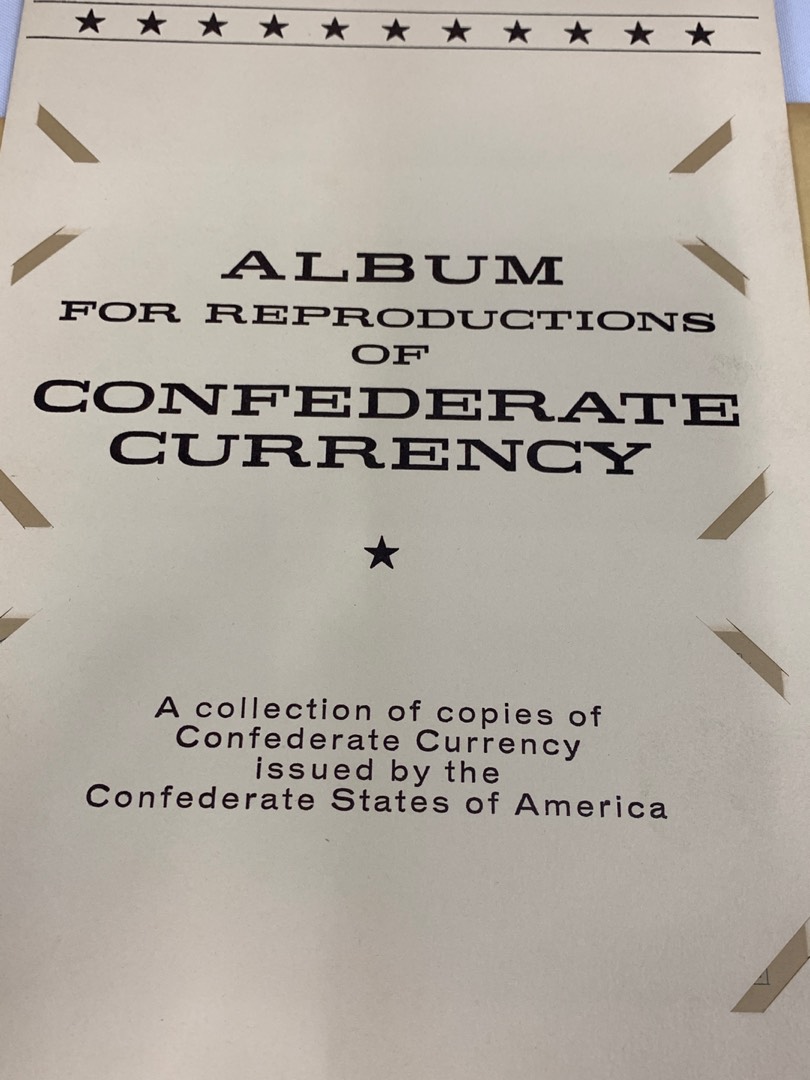 ALBUM
FOR REPRODUCTIONS
OF
CONFEDERATE
CURRENCY
A collection of copies of
Confederate Currency
issued by the
Confederate States of America